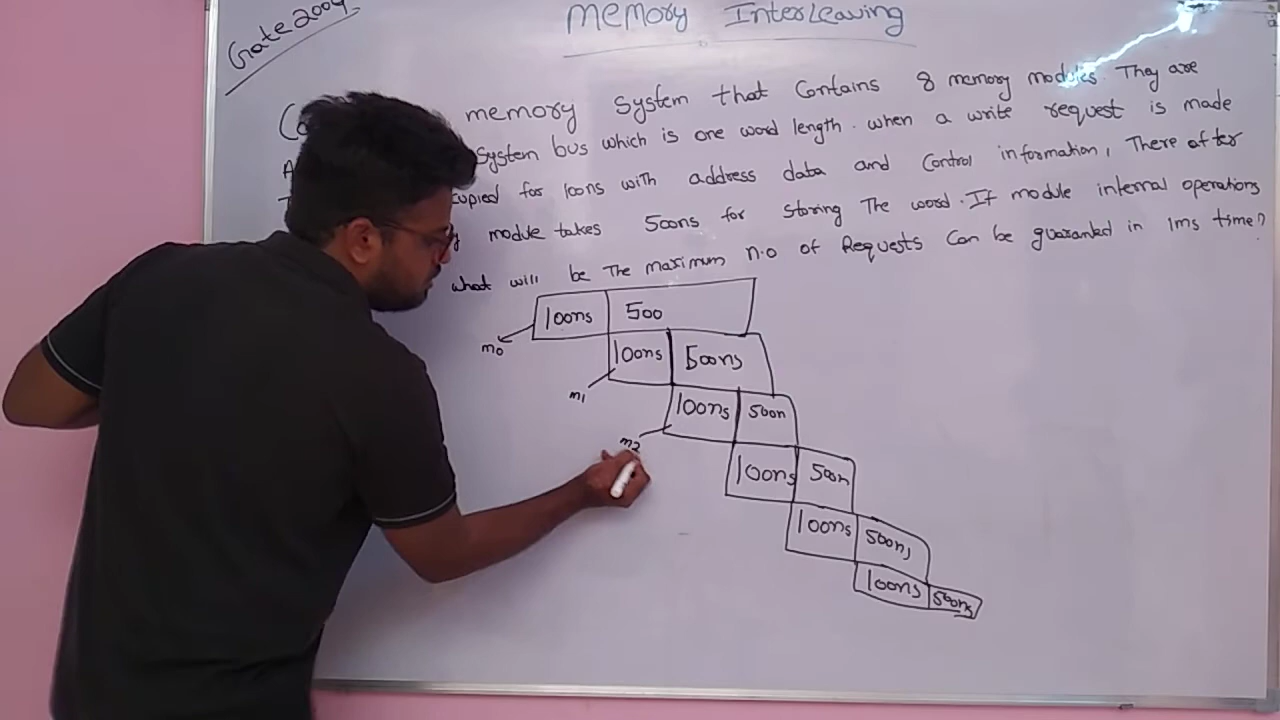 Gate2009
Memory Interleaving
memory system that Contains 8 memory modules. They are
system bus which is one word length. when a write request is made
for 100ns with address data and Control information, There after
module takes 500ns for storing The word. If module internal operations
what will be The maximum n.o of Requests Can be guaranted in 1ms time?
100ns 500
m0
100ns 500ns
m1
100ns 500n
m2
100ns 500n
100ns 500ns
100ns 500ns